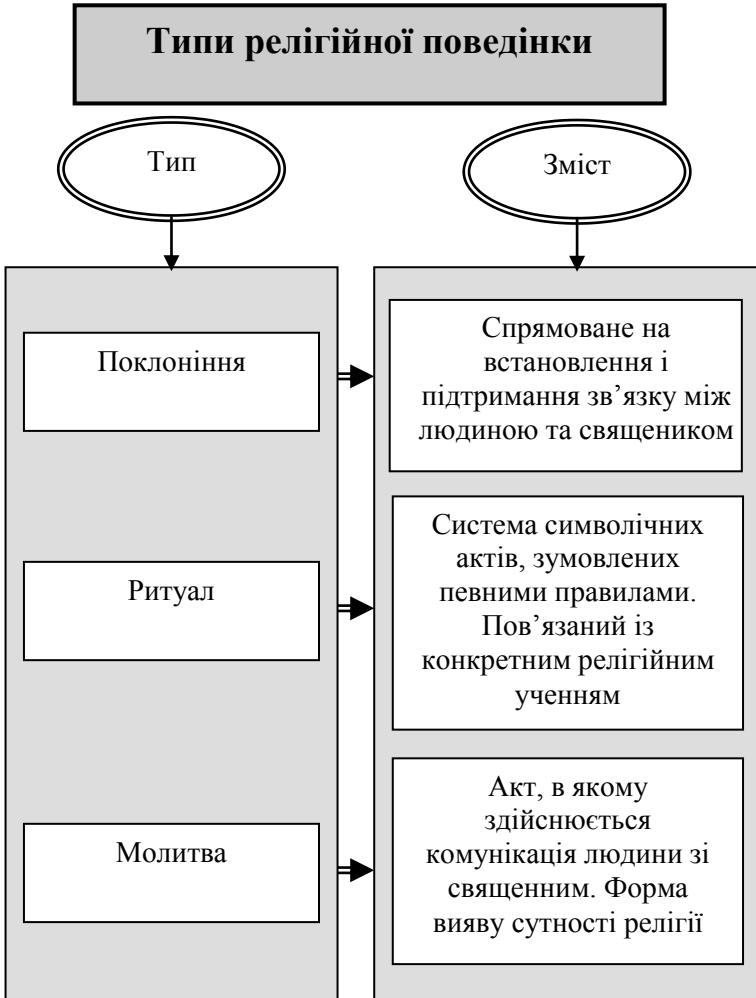 Типи релігійної поведінки
Тип
Зміст
Поклоніння
Спрямоване на
встановлення і
підтримання зв’язку між
людиною та священиком
Ритуал
Система символічних
актів, зумовлених
певними правилами.
Пов’язаний із
конкретним релігійним
ученням
Молитва
Акт, в якому
здійснюється
комунікація людини зі
священним. Форма
вияву сутності релігії